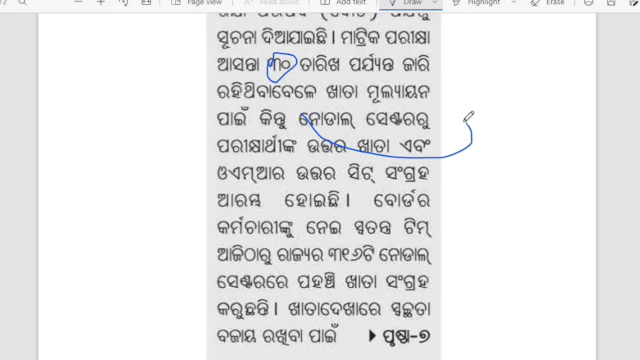 Page view
Read aloud
Add text
Draw
Highlight
Erase
ସୂଚନା ଦିଆଯାଇଛି । ମାଟ୍ରିକ ପରୀକ୍ଷା
ଆସନ୍ତା ୩୦ ତାରିଖ ପର୍ଯ୍ୟନ୍ତ ଜାରି
ରହିଥିବାବେଳେ ଖାତା ମୂଲ୍ୟାୟନ
ପାଇଁ କିନ୍ତୁ ନୋଡାଲ୍ ସେଣ୍ଟରରୁ
ପରୀକ୍ଷାର୍ଥୀଙ୍କ ଉତ୍ତର ଖାତା ଏବଂ
ଓଏମ୍ଆର ଉତ୍ତର ସିଟ୍ ସଂଗ୍ରହ
ଆରମ୍ଭ ହୋଇଛି । ବୋର୍ଡର
କର୍ମଚାରୀଙ୍କୁ ନେଇ ସ୍ୱତନ୍ତ୍ର ଟିମ୍
ଆଜିଠାରୁ ରାଜ୍ୟର ୩୧୬ଟି ନୋଡାଲ୍
ସେଣ୍ଟରରେ ପହଞ୍ଚି ଖାତା ସଂଗ୍ରହ
କରୁଛନ୍ତି । ଖାତାଦେଖାରେ ସ୍ୱଚ୍ଛତା
ବଜାୟ ରଖିବା ପାଇଁ ପୃଷ୍ଠା-୭